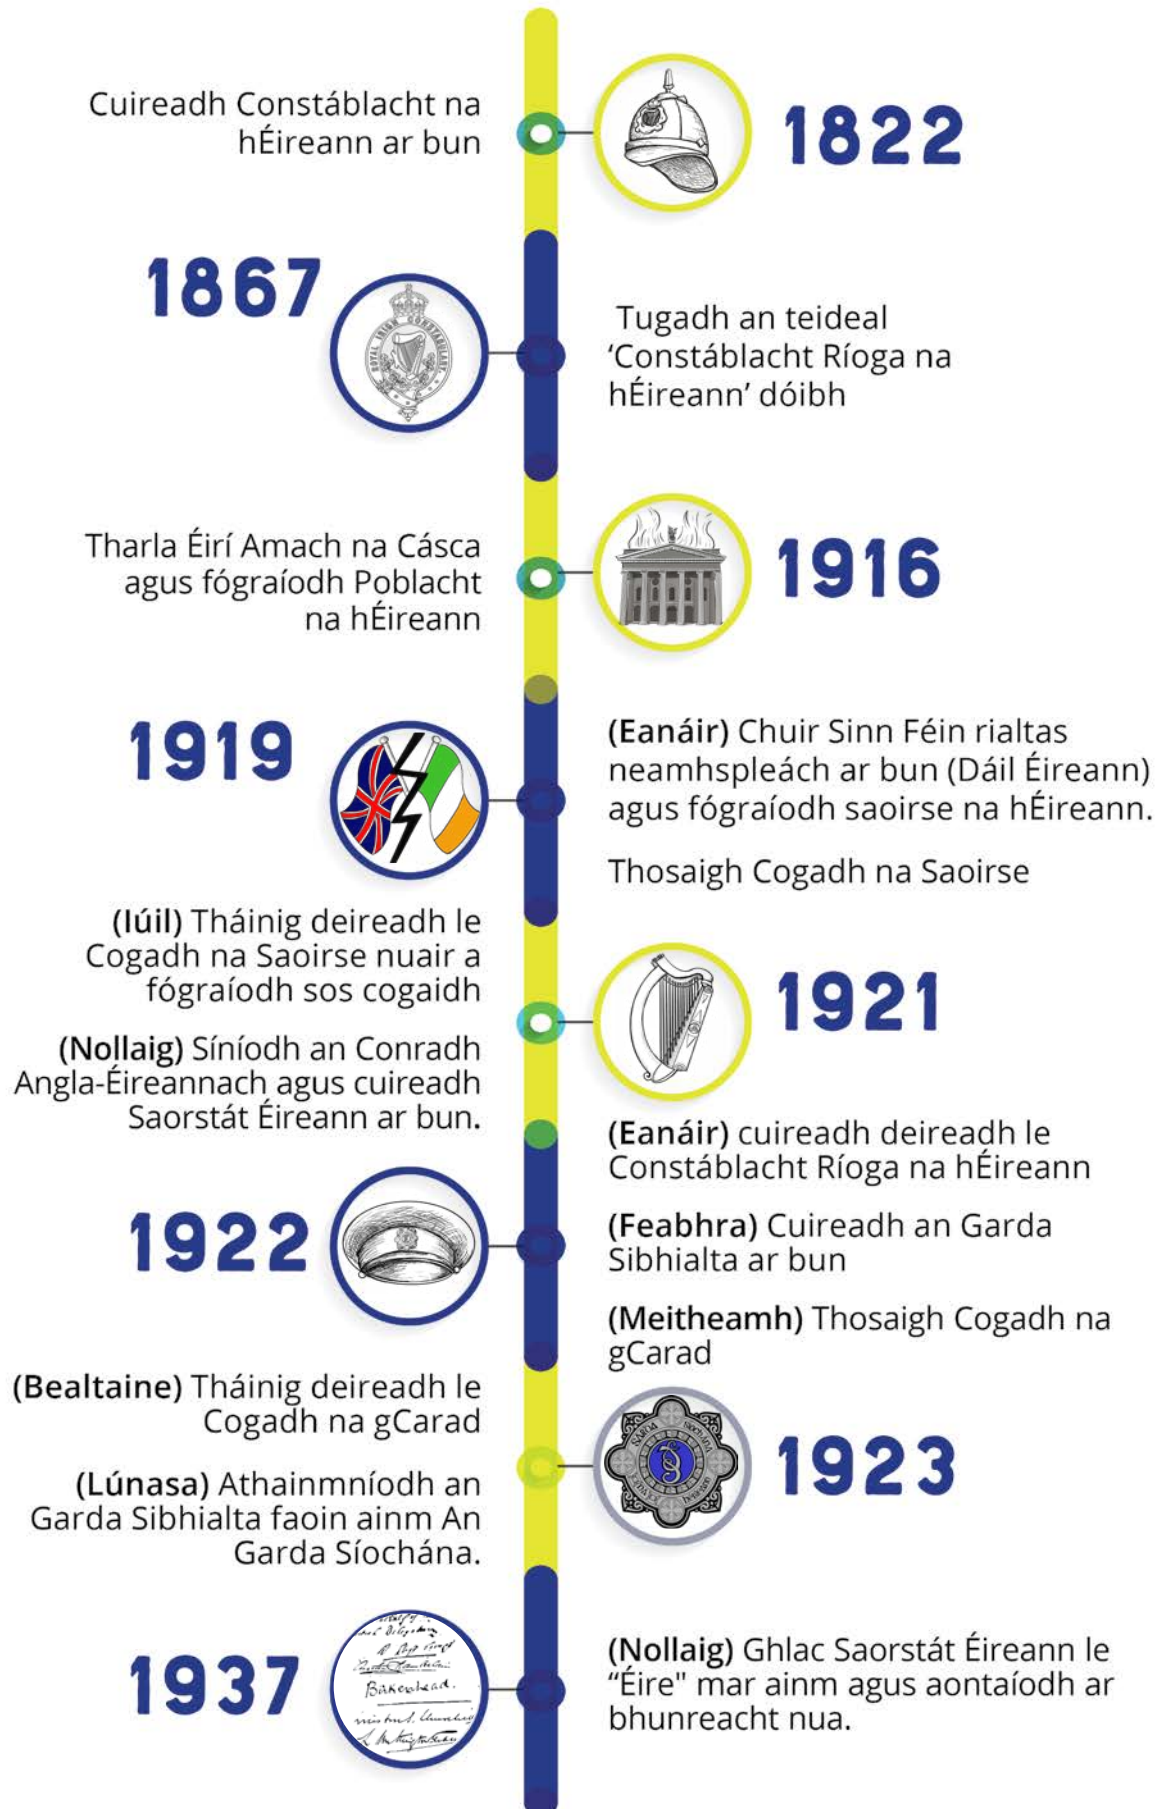 Cuireadh Constáblacht na
hÉireann ar bun
1822
1867
ROYAL IRISH CONSTABULARY
Tugadh an teideal
‘Constáblacht Ríoga na
hÉireann’ dóibh
Tharla Éirí Amach na Cásca
agus fógraíodh Poblacht
na hÉireann
1916
1919
(Eanáir) Chuir Sinn Féin rialtas
neamhspleách ar bun (Dáil Éireann)
agus fógraíodh saoirse na hÉireann.
Thosaigh Cogadh na Saoirse
(Iúil) Tháinig deireadh le
Cogadh na Saoirse nuair a
fógraíodh sos cogaidh
(Nollaig) Síníodh an Conradh
Angla-Éireannach agus cuireadh
Saorstát Éireann ar bun.
1921
1922
(Eanáir) cuireadh deireadh le
Constáblacht Ríoga na hÉireann
(Feabhra) Cuireadh an Garda
Sibhialta ar bun
(Meitheamh) Thosaigh Cogadh na
gCarad
(Bealtaine) Tháinig deireadh le
Cogadh na gCarad
(Lúnasa) Athainmníodh an
Garda Sibhialta faoin ainm An
Garda Síochána.
1923
1937
Birkenhead.
(Nollaig) Ghlac Saorstát Éireann le
“Éire" mar ainm agus aontaíodh ar
bhunreacht nua.